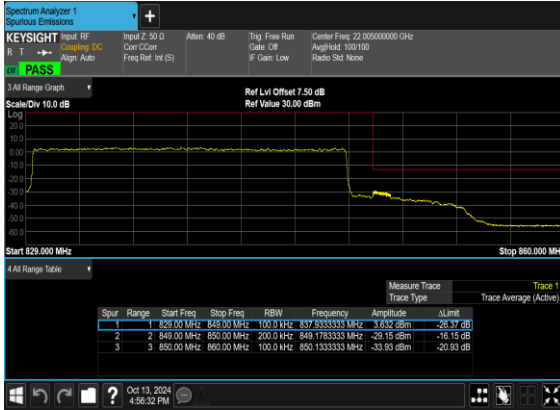 Spectrum Analyzer 1
Spurious Emissions
+
KEYSIGHT Input: RF Input Z: 50 Ω Atten: 40 dB Trig: Free Run Center Freq: 22.005000000 GHz
R T Coupling: DC Corr CCorr Gate: Off Avg|Hold: 100/100
Align: Auto Freq Ref: Int (S) IF Gain: Low Radio Std: None
PASS
3 All Range Graph
Ref Lvl Offset 7.50 dB
Scale/Div 10.0 dB Ref Value 30.00 dBm
Log
20.0
10.0
0.00
-10.0
-20.0
-30.0
-40.0
-50.0
-60.0
Start 829.000 MHz Stop 860.000 MH
4 All Range Table
Measure Trace Trace 1
Trace Type Trace Average (Active)
Spur Range Start Freq Stop Freq RBW Frequency Amplitude ΔLimit
1 1 829.00 MHz 849.00 MHz 100.0 kHz 837.9333333 MHz 3.632 dBm -26.37 dB
2 2 849.00 MHz 850.00 MHz 200.0 kHz 849.1783333 MHz -29.15 dBm -16.15 dB
3 3 850.00 MHz 860.00 MHz 100.0 kHz 850.1333333 MHz -33.93 dBm -20.93 dB
? Oct 13, 2024
4:56:32 PM